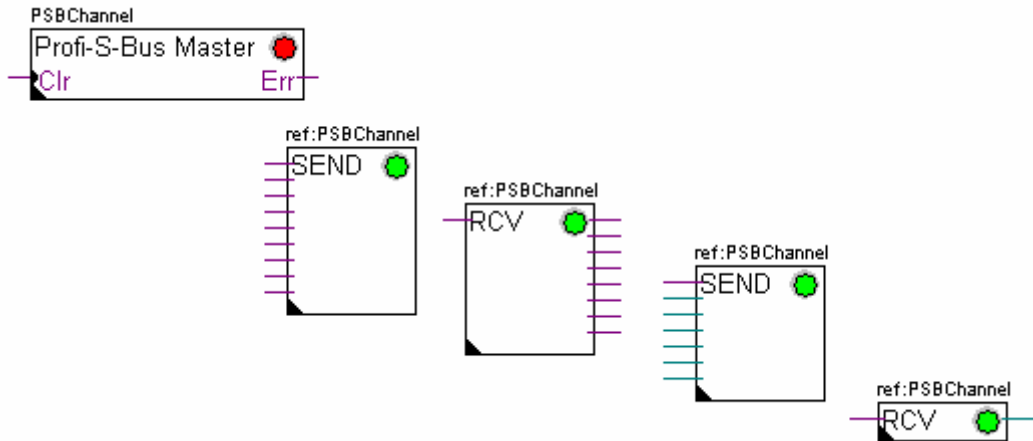 PSBChannel
Profi-S-Bus Master
Clr Err
ref:PSBChannel
SEND
ref:PSBChannel
RCV
ref:PSBChannel
SEND
ref:PSBChannel
RCV